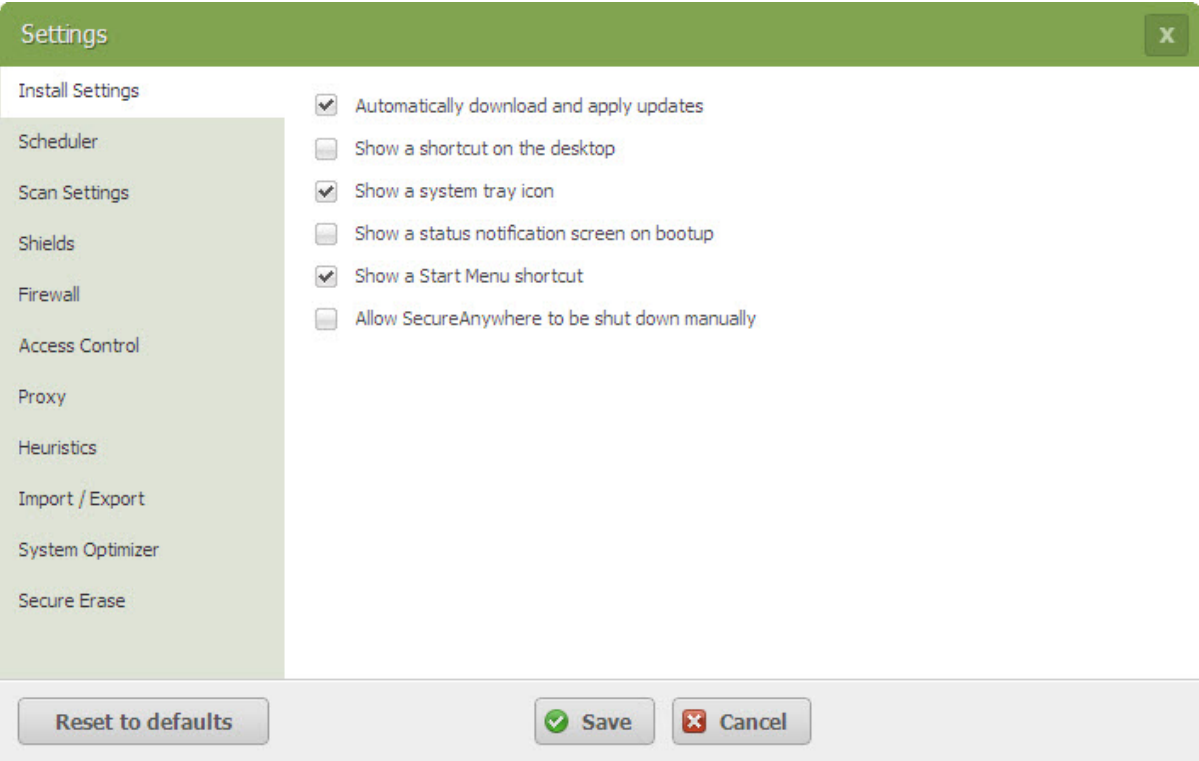 Settings
x
Install Settings
Scheduler
Scan Settings
Shields
Firewall
Access Control
Proxy
Heuristics
Import / Export
System Optimizer
Secure Erase
Automatically download and apply updates
Show a shortcut on the desktop
Show a system tray icon
Show a status notification screen on bootup
Show a Start Menu shortcut
Allow SecureAnywhere to be shut down manually
Reset to defaults
Save
Cancel